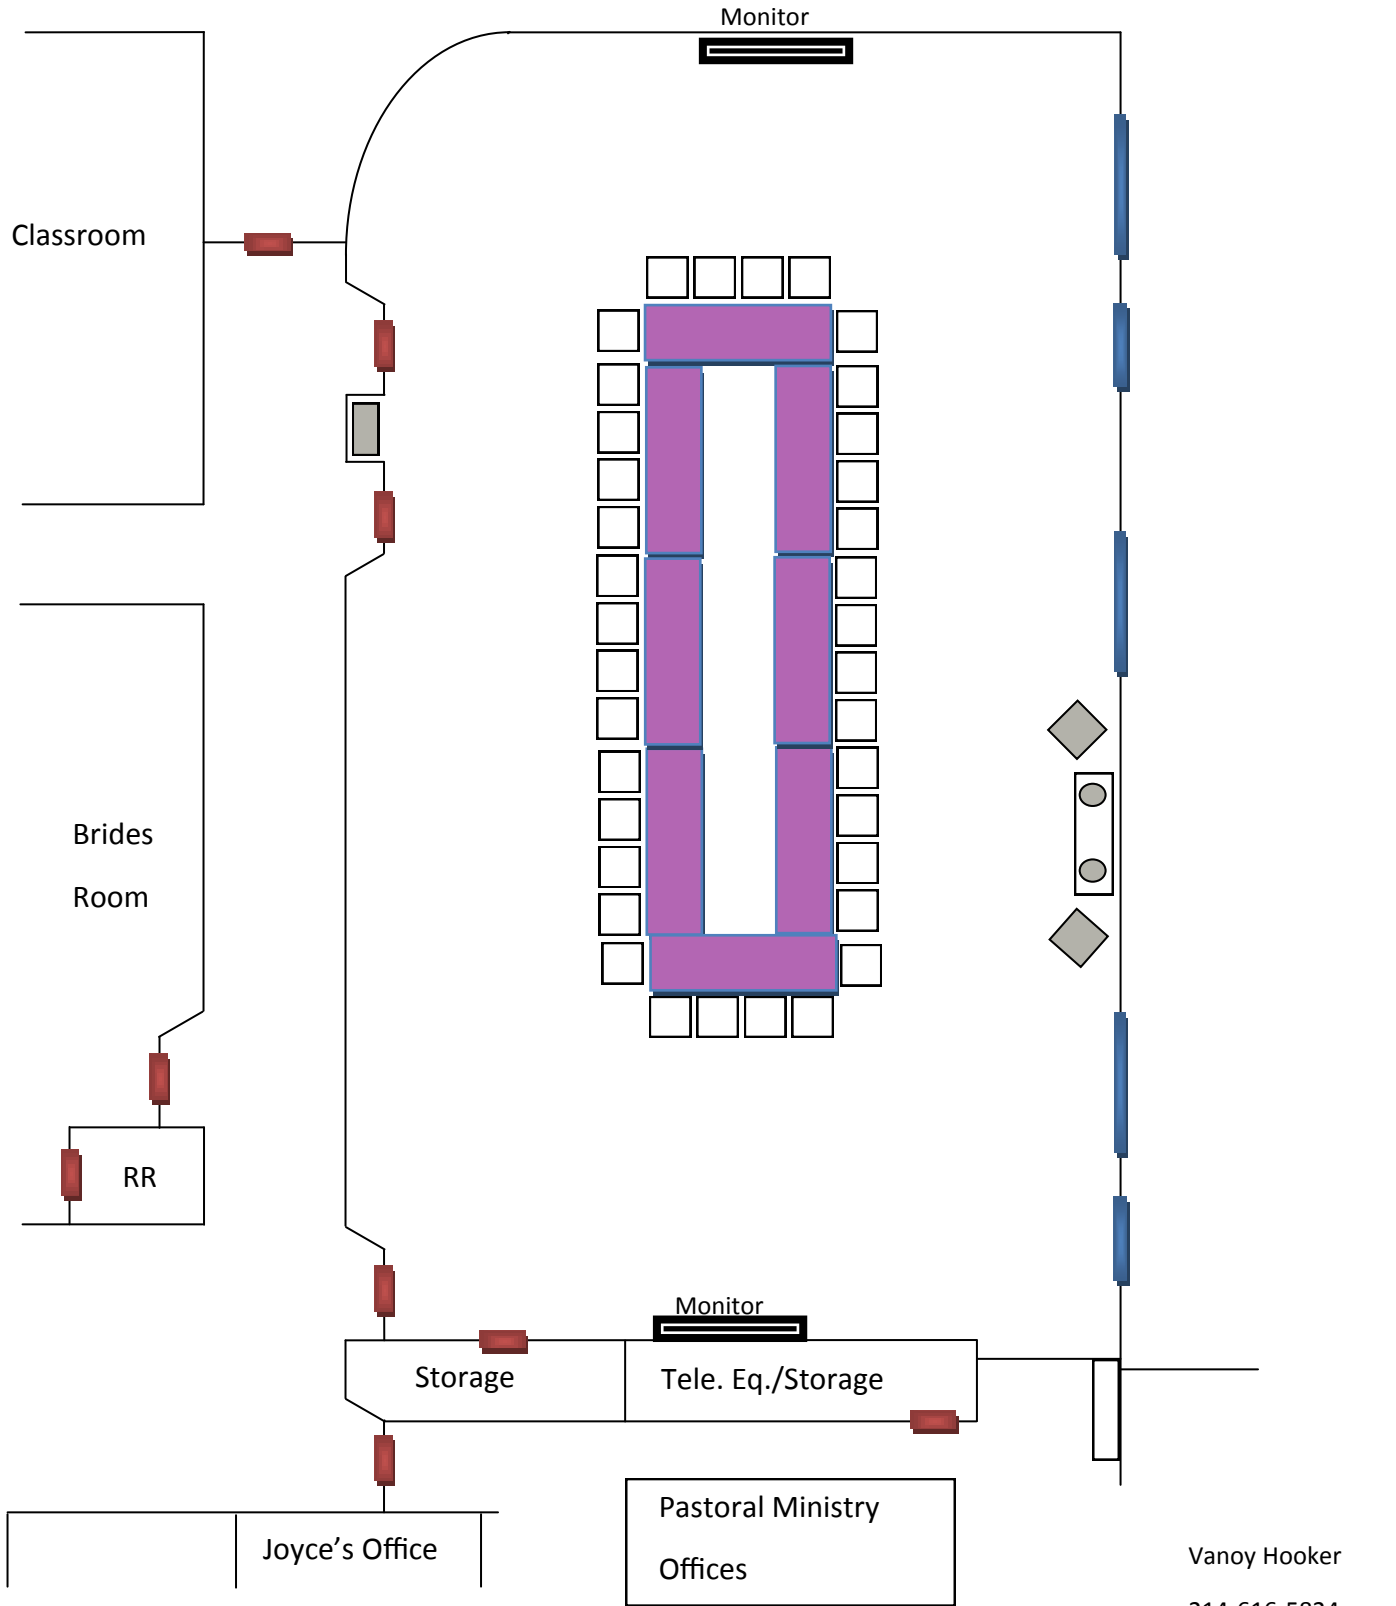 Monitor
Classroom
Brides
Room
RR
Monitor
Storage
Tele. Eq./Storage
Pastoral Ministry
Offices
Joyce’s Office
Vanoy Hooker